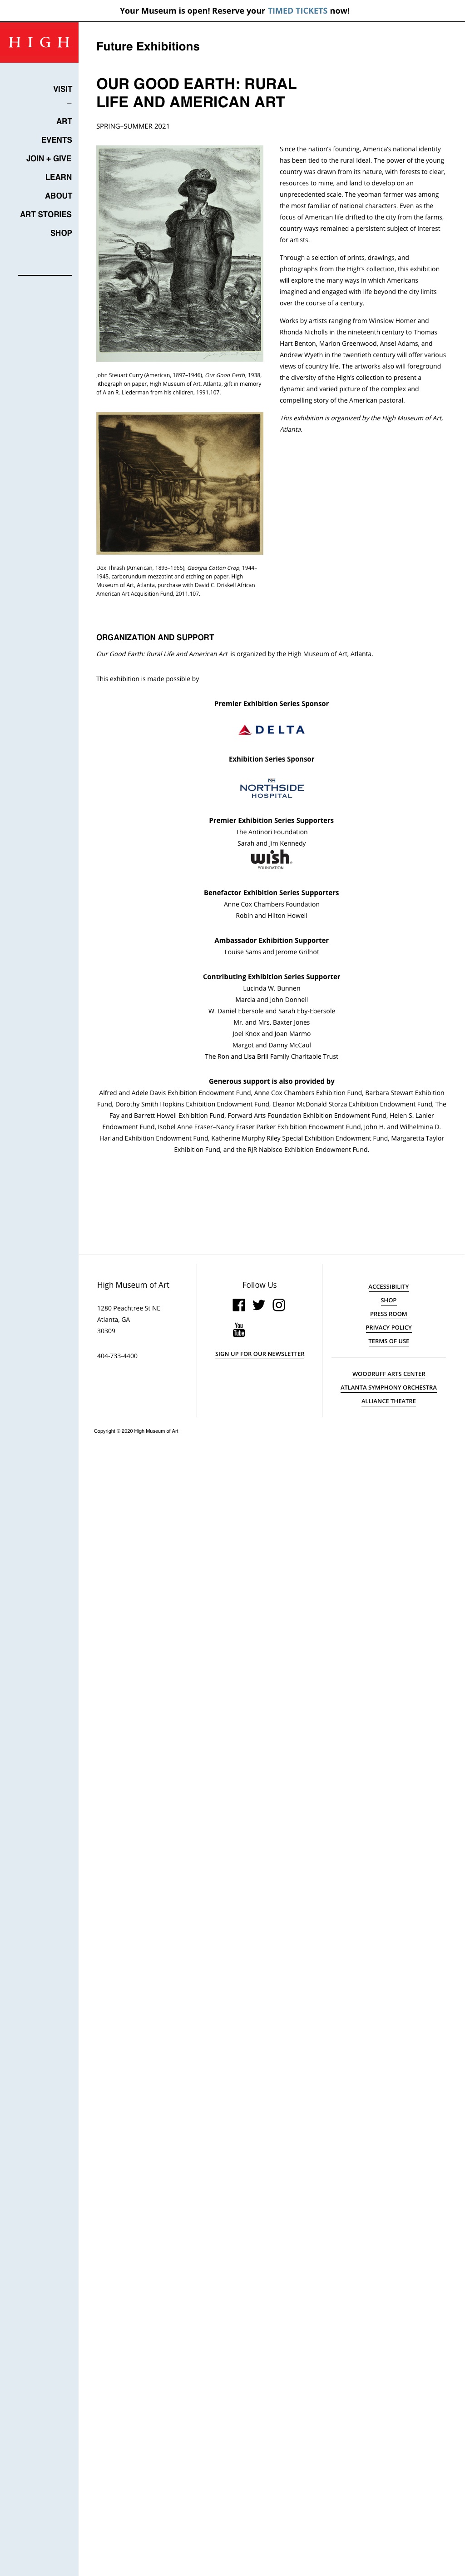 Your Museum is open! Reserve your TIMED TICKETS now!
HIGH
VISIT
ART
EVENTS
JOIN + GIVE
LEARN
ABOUT
ART STORIES
SHOP
Future Exhibitions
OUR GOOD EARTH: RURAL
LIFE AND AMERICAN ART
SPRING–SUMMER 2021
John Steuart Curry (American, 1897–1946), Our Good Earth, 1938,
lithograph on paper, High Museum of Art, Atlanta, gift in memory
of Alan R. Liederman from his children, 1991.107.
Dox Thrash (American, 1893–1965), Georgia Cotton Crop, 1944–
1945, carborundum mezzotint and etching on paper, High
Museum of Art, Atlanta, purchase with David C. Driskell African
American Art Acquisition Fund, 2011.107.
Since the nation’s founding, America’s national identity
has been tied to the rural ideal. The power of the young
country was drawn from its nature, with forests to clear,
resources to mine, and land to develop on an
unprecedented scale. The yeoman farmer was among
the most familiar of national characters. Even as the
focus of American life drifted to the city from the farms,
country ways remained a persistent subject of interest
for artists.
Through a selection of prints, drawings, and
photographs from the High’s collection, this exhibition
will explore the many ways in which Americans
imagined and engaged with life beyond the city limits
over the course of a century.
Works by artists ranging from Winslow Homer and
Rhonda Nicholls in the nineteenth century to Thomas
Hart Benton, Marion Greenwood, Ansel Adams, and
Andrew Wyeth in the twentieth century will offer various
views of country life. The artworks also will foreground
the diversity of the High’s collection to present a
dynamic and varied picture of the complex and
compelling story of the American pastoral.
This exhibition is organized by the High Museum of Art,
Atlanta.
ORGANIZATION AND SUPPORT
Our Good Earth: Rural Life and American Art is organized by the High Museum of Art, Atlanta.
This exhibition is made possible by
Premier Exhibition Series Sponsor
DELTA
Exhibition Series Sponsor
NORTHSIDE
HOSPITAL
Premier Exhibition Series Supporters
The Antinori Foundation
Sarah and Jim Kennedy
wish
FOUNDATION
Benefactor Exhibition Series Supporters
Anne Cox Chambers Foundation
Robin and Hilton Howell
Ambassador Exhibition Supporter
Louise Sams and Jerome Grilhot
Contributing Exhibition Series Supporter
Lucinda W. Bunnen
Marcia and John Donnell
W. Daniel Ebersole and Sarah Eby-Ebersole
Mr. and Mrs. Baxter Jones
Joel Knox and Joan Marmo
Margot and Danny McCaul
The Ron and Lisa Brill Family Charitable Trust
Generous support is also provided by
Alfred and Adele Davis Exhibition Endowment Fund, Anne Cox Chambers Exhibition Fund, Barbara Stewart Exhibition
Fund, Dorothy Smith Hopkins Exhibition Endowment Fund, Eleanor McDonald Storza Exhibition Endowment Fund, The
Fay and Barrett Howell Exhibition Fund, Forward Arts Foundation Exhibition Endowment Fund, Helen S. Lanier
Endowment Fund, Isobel Anne Fraser–Nancy Fraser Parker Exhibition Endowment Fund, John H. and Wilhelmina D.
Harland Exhibition Endowment Fund, Katherine Murphy Riley Special Exhibition Endowment Fund, Margaretta Taylor
Exhibition Fund, and the RJR Nabisco Exhibition Endowment Fund.
High Museum of Art
1280 Peachtree St NE
Atlanta, GA
30309
404-733-4400
Follow Us
You
Tube
SIGN UP FOR OUR NEWSLETTER
ACCESSIBILITY
SHOP
PRESS ROOM
PRIVACY POLICY
TERMS OF USE
WOODRUFF ARTS CENTER
ATLANTA SYMPHONY ORCHESTRA
ALLIANCE THEATRE
Copyright © 2020 High Museum of Art